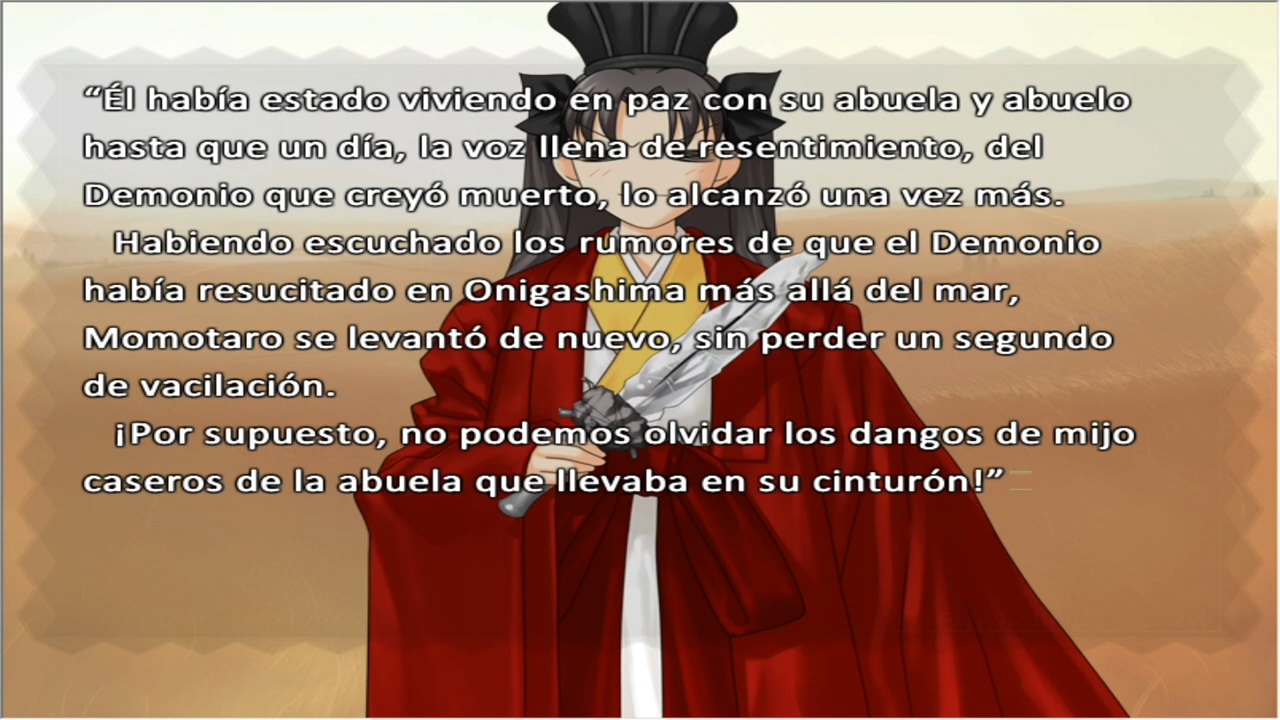 “Él había estado viviendo en paz con su abuela y abuelo
hasta que un día, la voz llena de resentimiento, del
Demonio que creyó muerto, lo alcanzó una vez más.
Habiendo escuchado los rumores de que el Demonio
había resucitado en Onigashima más allá del mar,
Momotaro se levantó de nuevo, sin perder un segundo
de vacilación.
¡Por supuesto, no podemos olvidar los dangos de mijo
caseros de la abuela que llevaba en su cinturón!”